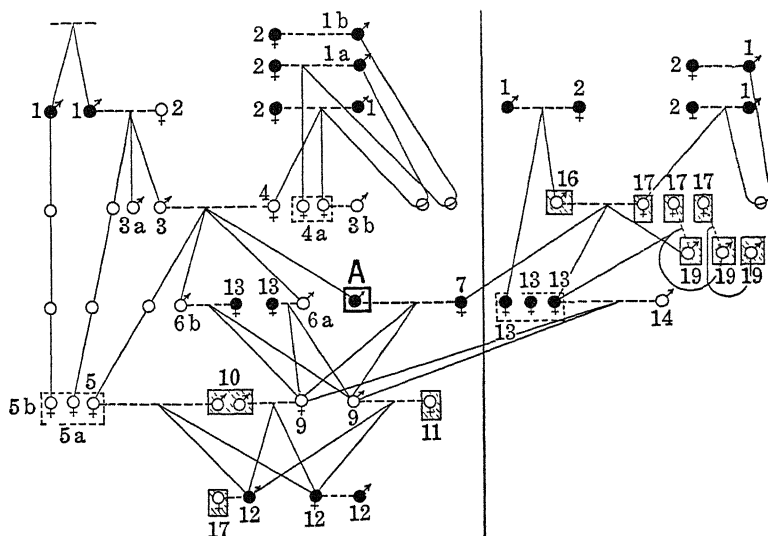 2 1b
2 1a 2 1
1 1 2 2 1 1 2 2 1
16 17 17 17
3a 3 4 4a 3b
19 19 19
A
13 13 7 13 13
6b 6a 13 14
5 10
5b 5a 9 9 11
17 12 12 12